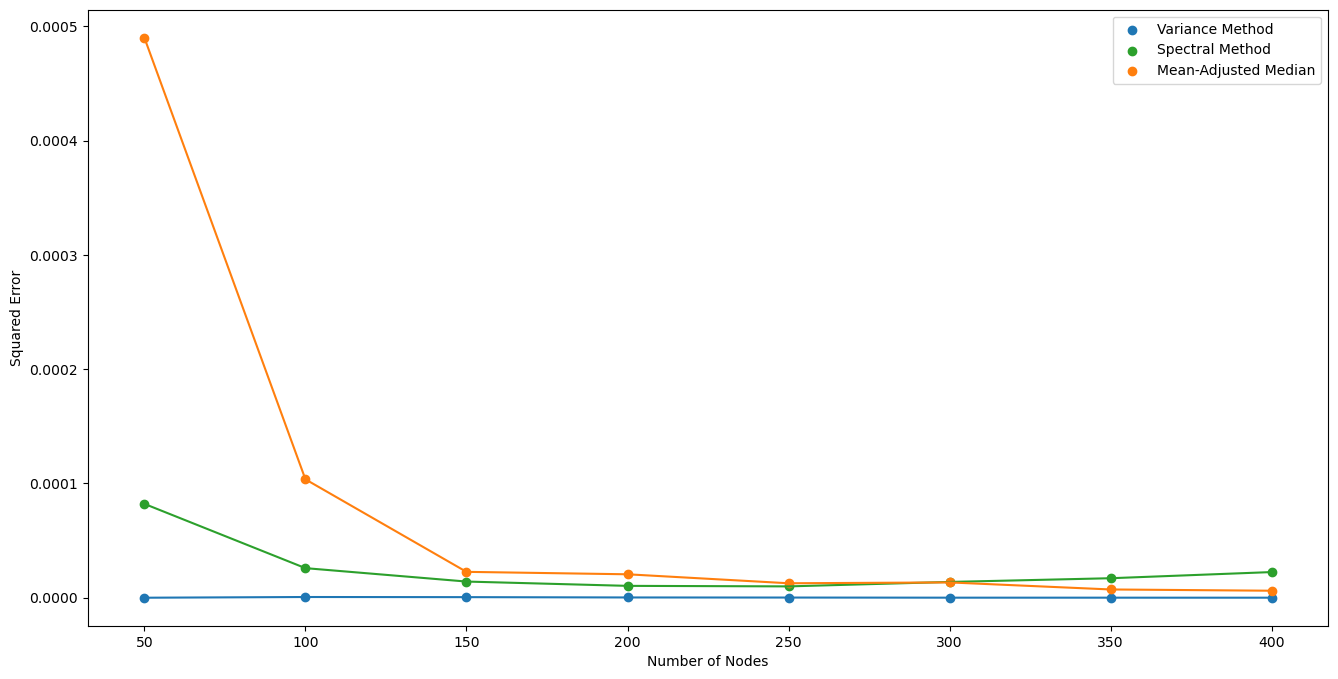 0.0005
0.0004
0.0003
0.0002
0.0001
0.0000
Squared Error
50 100 150 200 250 300 350 400
Number of Nodes
Variance Method
Spectral Method
Mean-Adjusted Median